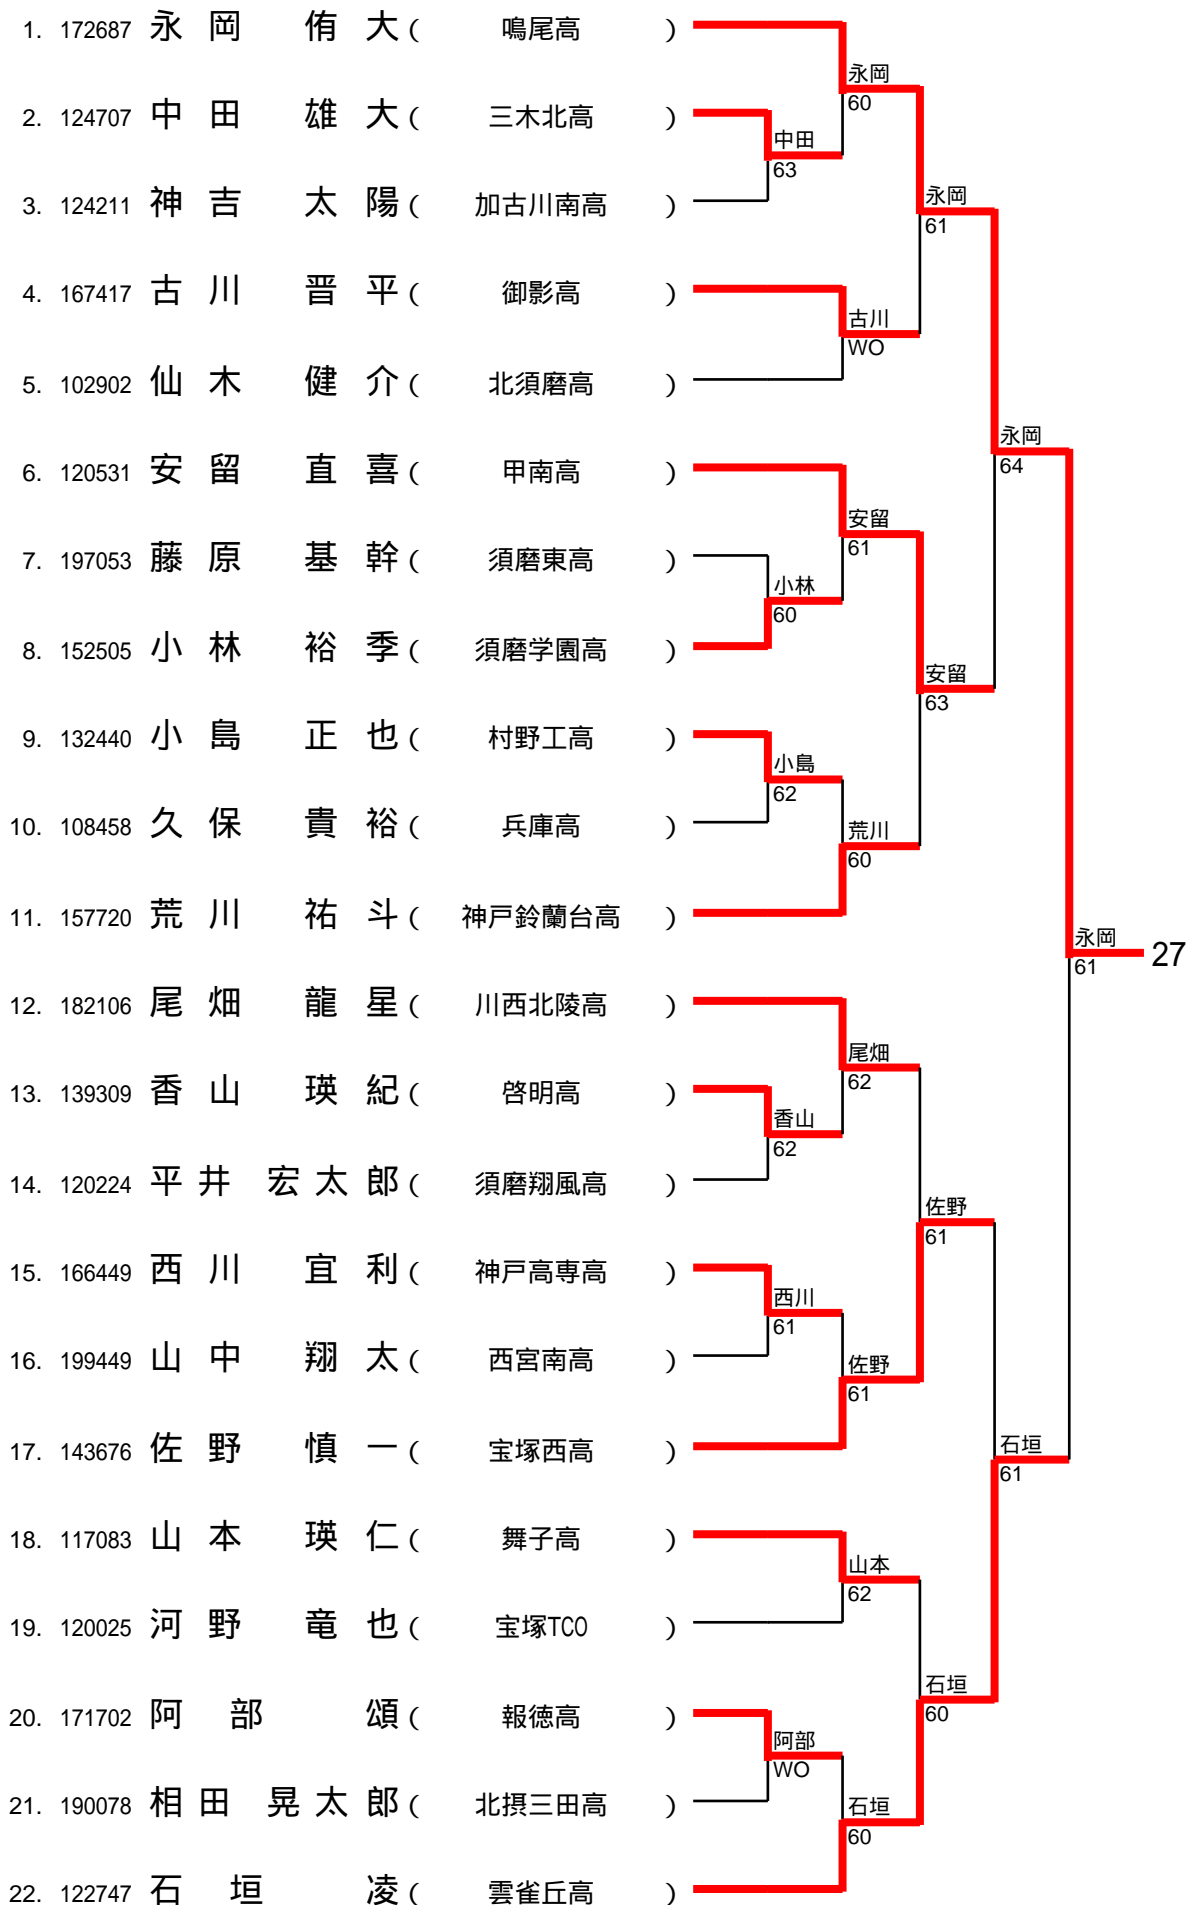 1. 172687 永岡 侑大 ( 鳴尾高 )
永岡
60
2. 124707 中田 雄大 ( 三木北高 )
中田
63
3. 124211 神吉 太陽 ( 加古川南高 )
永岡
61
4. 167417 古川 晋平 ( 御影高 )
古川
WO
5. 102902 仙木 健介 ( 北須磨高 )
永岡
64
6. 120531 安留 直喜 ( 甲南高 )
安留
61
7. 197053 藤原 基幹 ( 須磨東高 )
小林
60
8. 152505 小林 裕季 ( 須磨学園高 )
安留
63
9. 132440 小島 正也 ( 村野工高 )
小島
62
10. 108458 久保 貴裕 ( 兵庫高 )
荒川
60
11. 157720 荒川 祐斗 ( 神戸鈴蘭台高 )
永岡
61
27
12. 182106 尾畑 龍星 ( 川西北陵高 )
尾畑
62
13. 139309 香山 瑛紀 ( 啓明高 )
香山
62
14. 120224 平井 宏太郎 ( 須磨翔風高 )
佐野
61
15. 166449 西川 宜利 ( 神戸高専高 )
西川
61
16. 199449 山中 翔太 ( 西宮南高 )
佐野
61
17. 143676 佐野 慎一 ( 宝塚西高 )
石垣
61
18. 117083 山本 瑛仁 ( 舞子高 )
山本
62
19. 120025 河野 竜也 ( 宝塚TCO )
石垣
60
20. 171702 阿部 頌 ( 報徳高 )
阿部
WO
21. 190078 相田 晃太郎 ( 北摂三田高 )
石垣
60
22. 122747 石垣 凌 ( 雲雀丘高 )